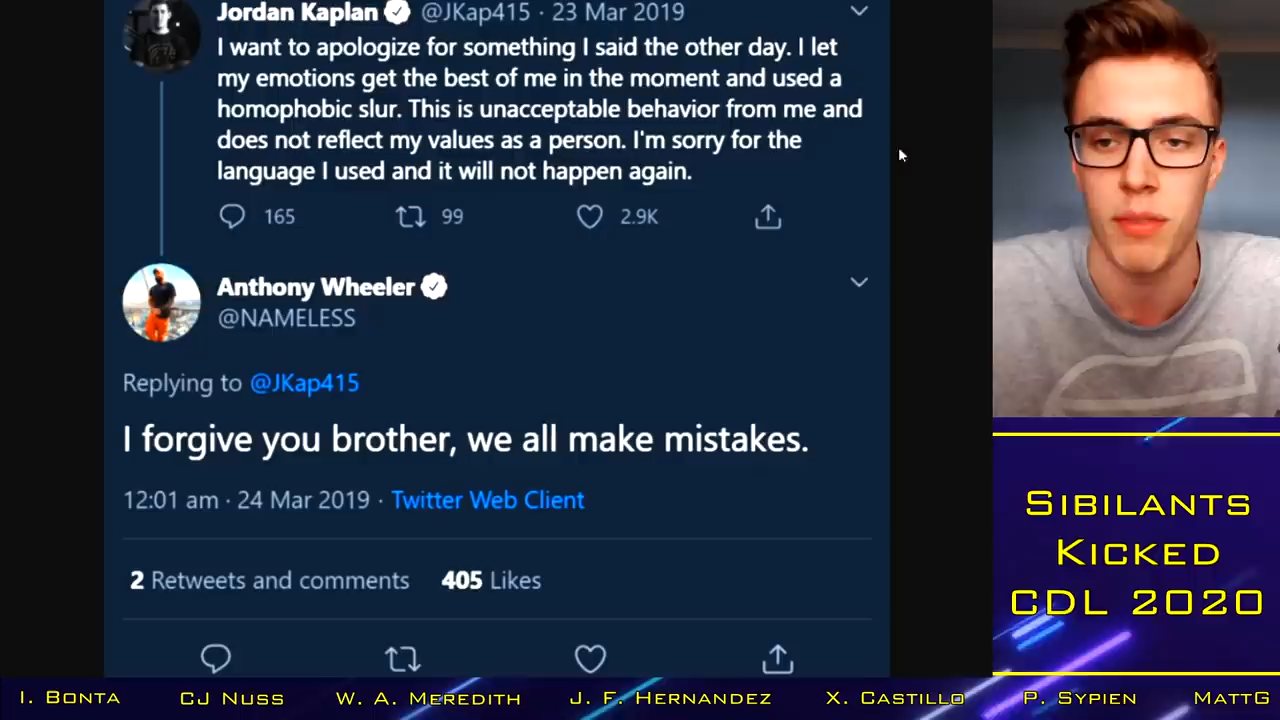 Jordan Kaplan @JKap415 · 23 Mar 2019
I want to apologize for something I said the other day. I let
my emotions get the best of me in the moment and used a
homophobic slur. This is unacceptable behavior from me and
does not reflect my values as a person. I'm sorry for the
language I used and it will not happen again.
165 99 2.9K
Anthony Wheeler
@NAMELESS
Replying to @JKap415
I forgive you brother, we all make mistakes.
12:01 am · 24 Mar 2019 · Twitter Web Client
2 Retweets and comments 405 Likes
Sibilants
Kicked
CDL 2020
I. Bonta CJ Nuss W. A. Meredith J. F. Hernandez X. Castillo P. Sypien MattG